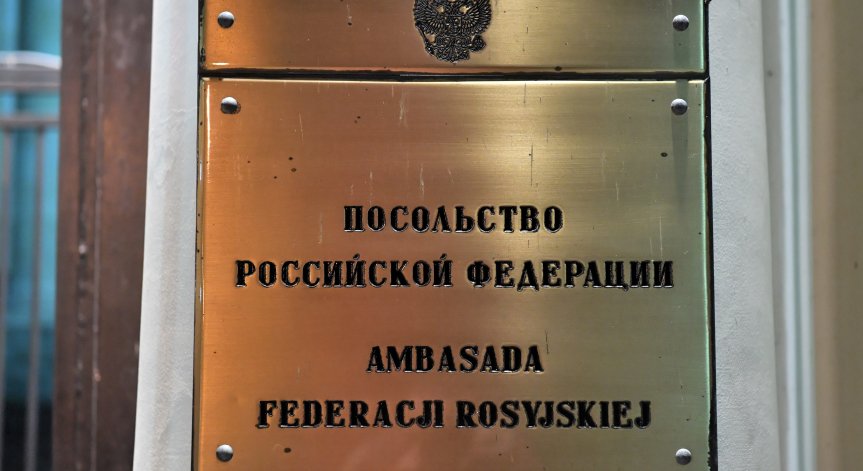 ПОСОЛЬСТВО
РОССИЙСКОЙ ФЕДЕРАЦИИ
AMBASADA
FEDERACJI ROSYJSKIEJ